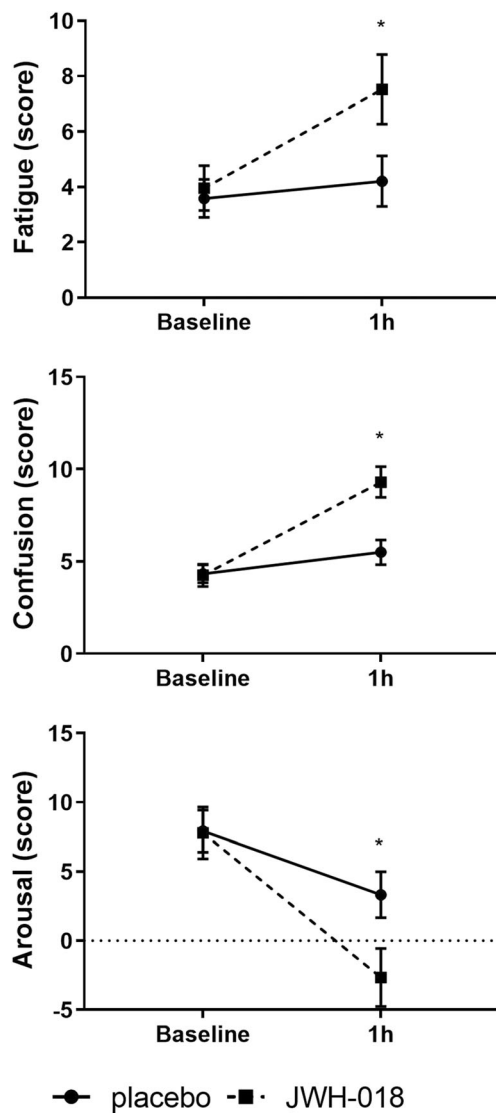 10
8
6
4
2
0
Fatigue (score)
*
Baseline 1h
15
10
5
0
Confusion (score)
*
Baseline 1h
15
10
5
0
-5
Arousal (score)
*
Baseline 1h
placebo JWH-018